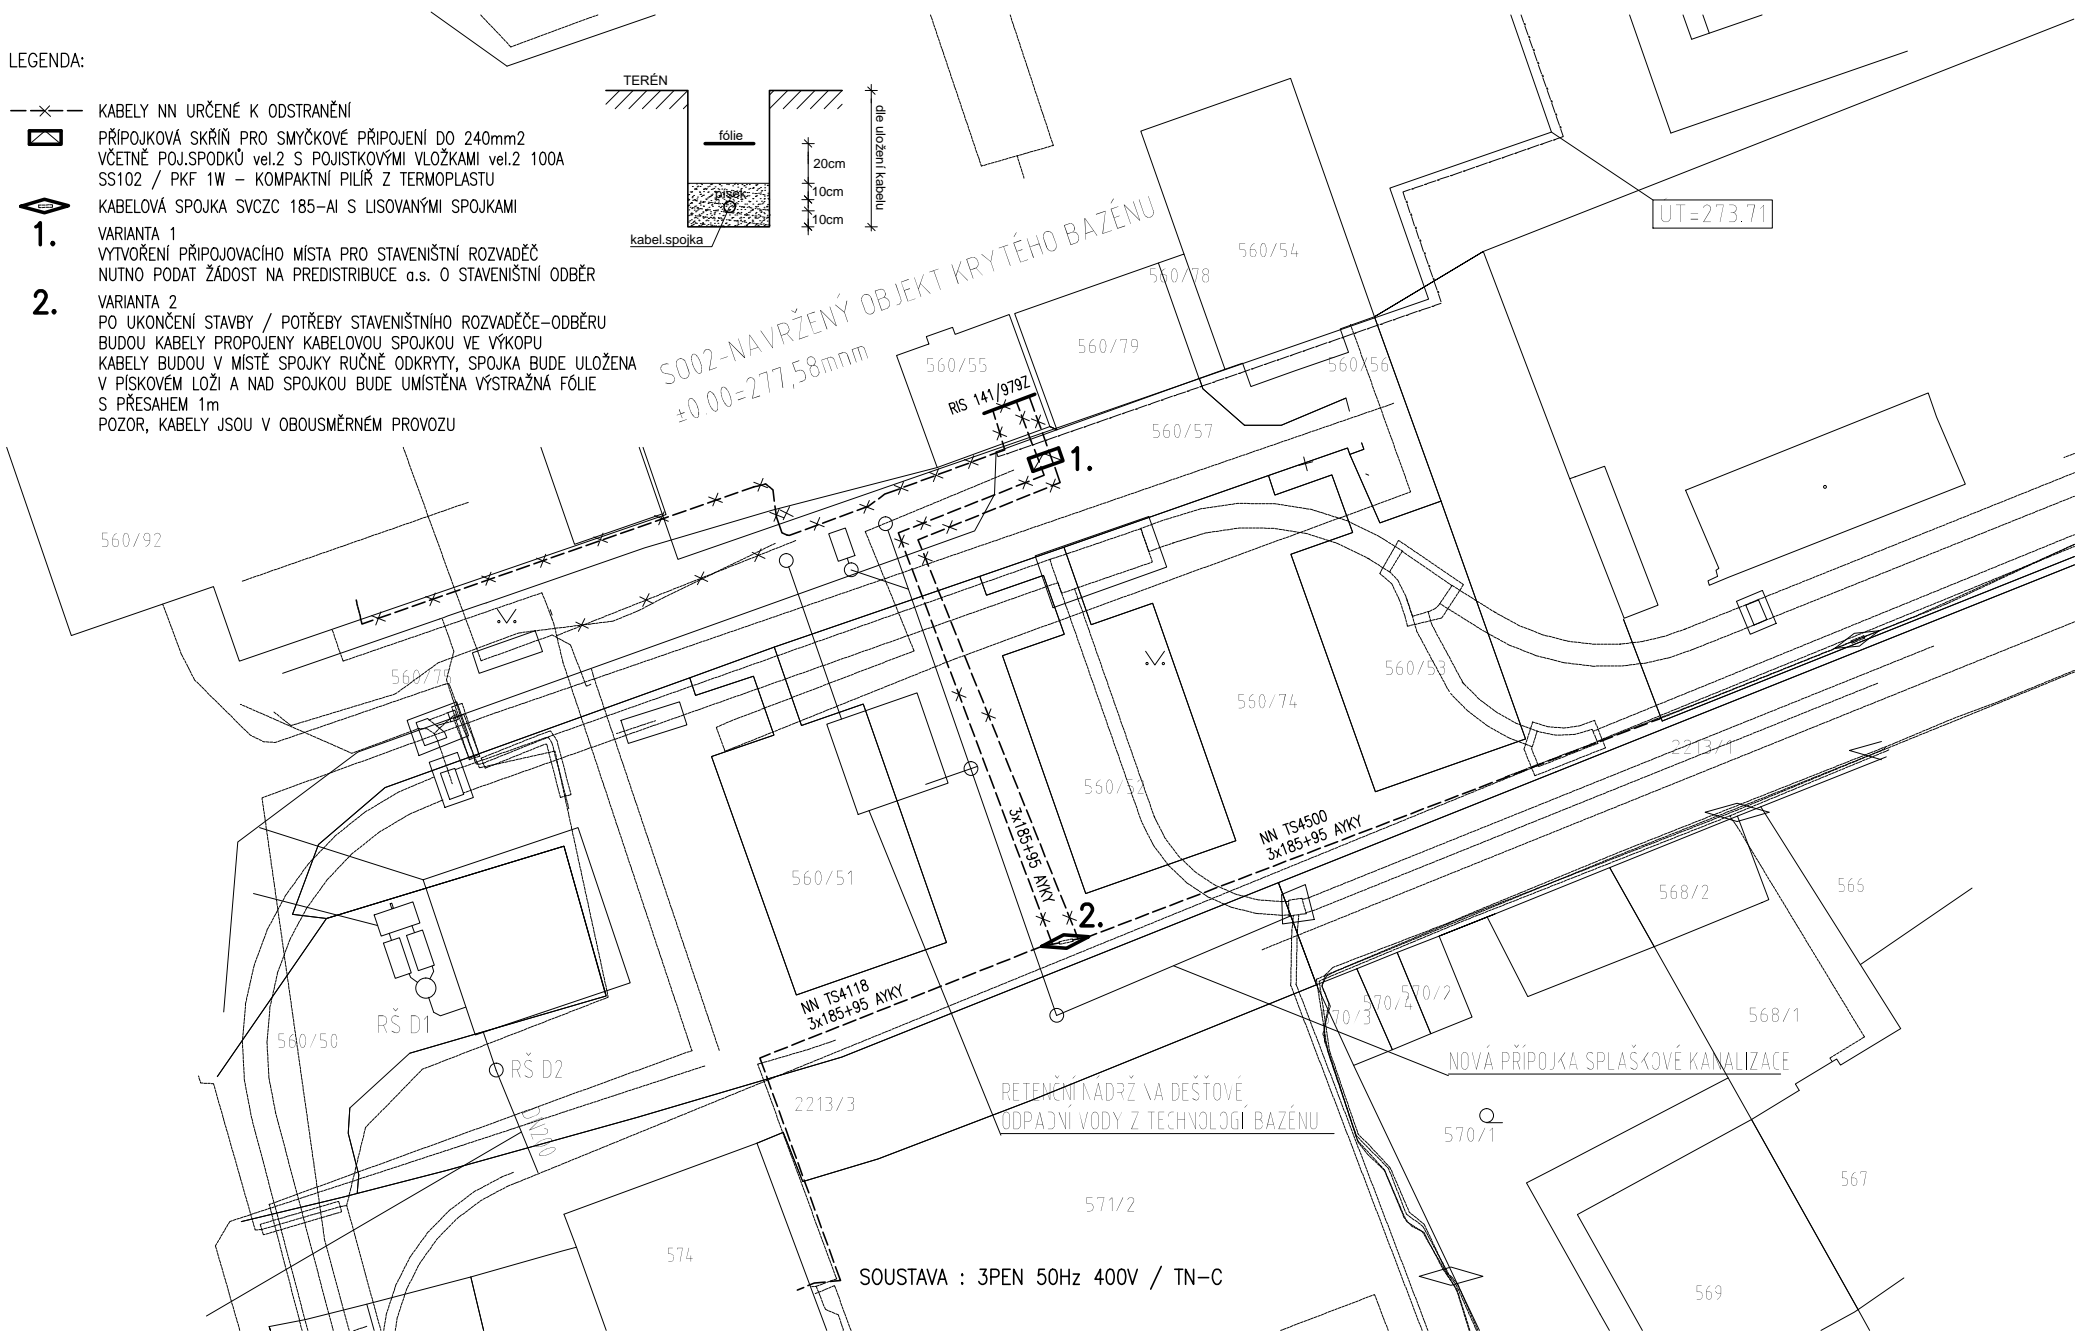 LEGENDA:
KABELY NN URČENÉ K ODSTRANĚNÍ
PŘÍPOJKOVÁ SKŘÍŇ PRO SMYČKOVÉ PŘIPOJENÍ DO 240mm2
VČETNĚ POJ.SPODKŮ vel.2 S POJISTKOVÝMI VLOŽKAMI vel.2 100A
SS102 / PKF 1W – KOMPAKTNÍ PILÍŘ Z TERMOPLASTU
KABELOVÁ SPOJKA SVCZC 185-Al S LISOVANÝMI SPOJKAMI
1.
VARIANTA 1
VYTVOŘENÍ PŘIPOJOVACÍHO MÍSTA PRO STAVENIŠTNÍ ROZVADĚČ
NUTNO PODAT ŽÁDOST NA PREDISTRIBUCE a.s. O STAVENIŠTNÍ ODBĚR
2.
VARIANTA 2
PO UKONČENÍ STAVBY / POTŘEBY STAVENIŠTNÍHO ROZVADĚČE-ODBĚRU
BUDOU KABELY PROPOJENY KABELOVOU SPOJKOU VE VÝKOPU
KABELY BUDOU V MÍSTĚ SPOJKY RUČNĚ ODKRYTY, SPOJKA BUDE ULOŽENA
V PÍSKOVÉM LOŽI A NAD SPOJKOU BUDE UMÍSTĚNA VÝSTRAŽNÁ FÓLIE
S PŘESAHEM 1m
POZOR, KABELY JSOU V OBOUSMĚRNÉM PROVOZU
TERÉN
fólie
20cm
10cm
10cm
písek
kabel.spojka
dle uložení kabelu
ÚT=273.71
SO02-NAVRŽENÝ OBJEKT KRYTÉHO BAZÉNU
±0.00=277,58mnm
560/54
560/78
560/79
560/55
560/56
560/57
RIS 141/979Z
1.
560/92
560/75
560/53
560/74
560/52
2213/1
560/51
3x185+95 AYKY
NN TS4500
3x185+95 AYKY
2.
NN TS4118
3x185+95 AYKY
568/2
566
570/2
570/4
570/3
568/1
RŠ D1
560/50
RŠ D2
DN200
2213/3
RETENČNÍ NÁDRŽ NA DEŠŤOVÉ
ODPADNÍ VODY Z TECHNOLOGÍ BAZÉNU
NOVÁ PŘÍPOJKA SPLAŠKOVÉ KANALIZACE
570/1
567
571/2
574
569
SOUSTAVA : 3PEN 50Hz 400V / TN-C